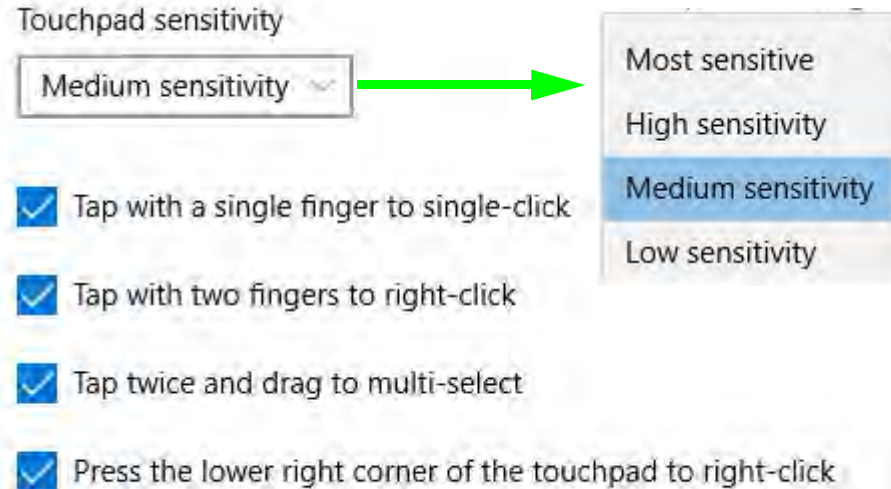 Touchpad sensitivity
Medium sensitivity
Most sensitive
High sensitivity
Medium sensitivity
Low sensitivity
Tap with a single finger to single-click
Tap with two fingers to right-click
Tap twice and drag to multi-select
Press the lower right corner of the touchpad to right-click